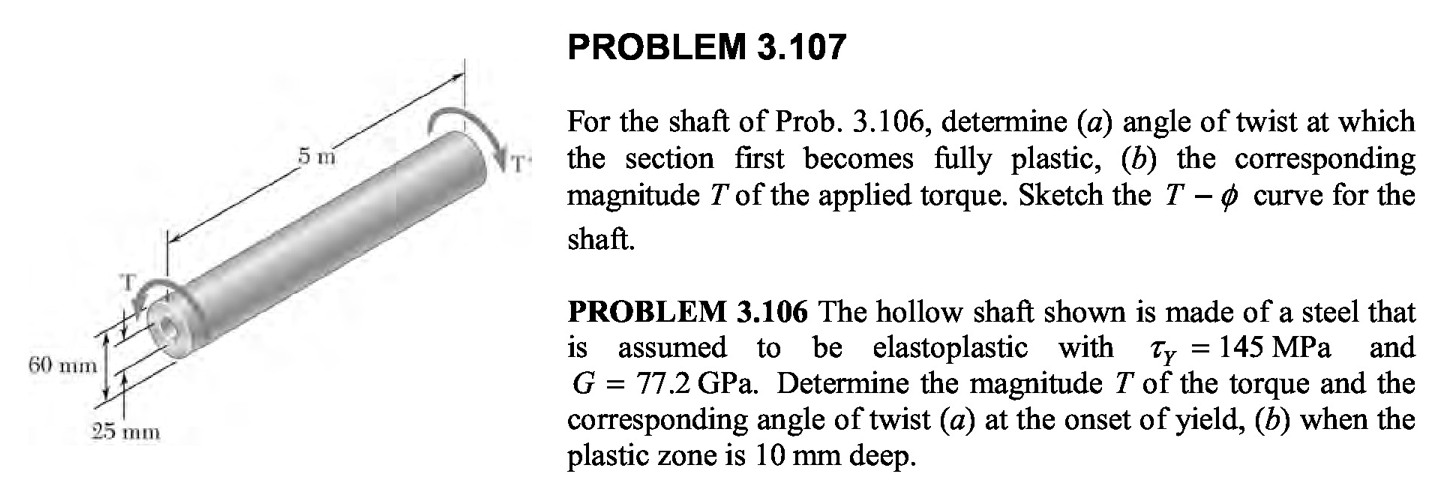 PROBLEM 3.107
For the shaft of Prob. 3.106, determine (a) angle of twist at which
the section first becomes fully plastic, (b) the corresponding
magnitude T of the applied torque. Sketch the T − ϕ curve for the
shaft.
PROBLEM 3.106 The hollow shaft shown is made of a steel that
is assumed to be elastoplastic with τY = 145 MPa and
G = 77.2 GPa. Determine the magnitude T of the torque and the
corresponding angle of twist (a) at the onset of yield, (b) when the
plastic zone is 10 mm deep.
5 m
T'
T
60 mm
25 mm